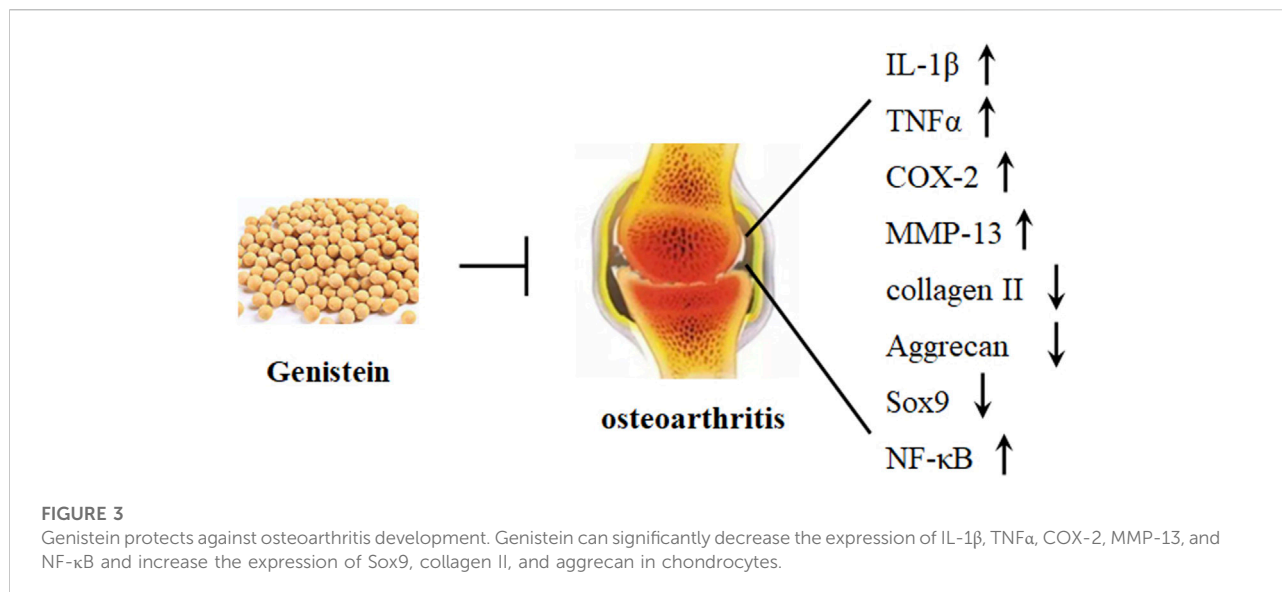 IL-1β ↑
TNFα ↑
COX-2 ↑
MMP-13 ↑
collagen II ↓
Aggrecan ↓
Sox9 ↓
NF-κB ↑
Genistein
osteoarthritis
FIGURE 3
Genistein protects against osteoarthritis development. Genistein can significantly decrease the expression of IL-1β, TNFα, COX-2, MMP-13, and
NF-κB and increase the expression of Sox9, collagen II, and aggrecan in chondrocytes.